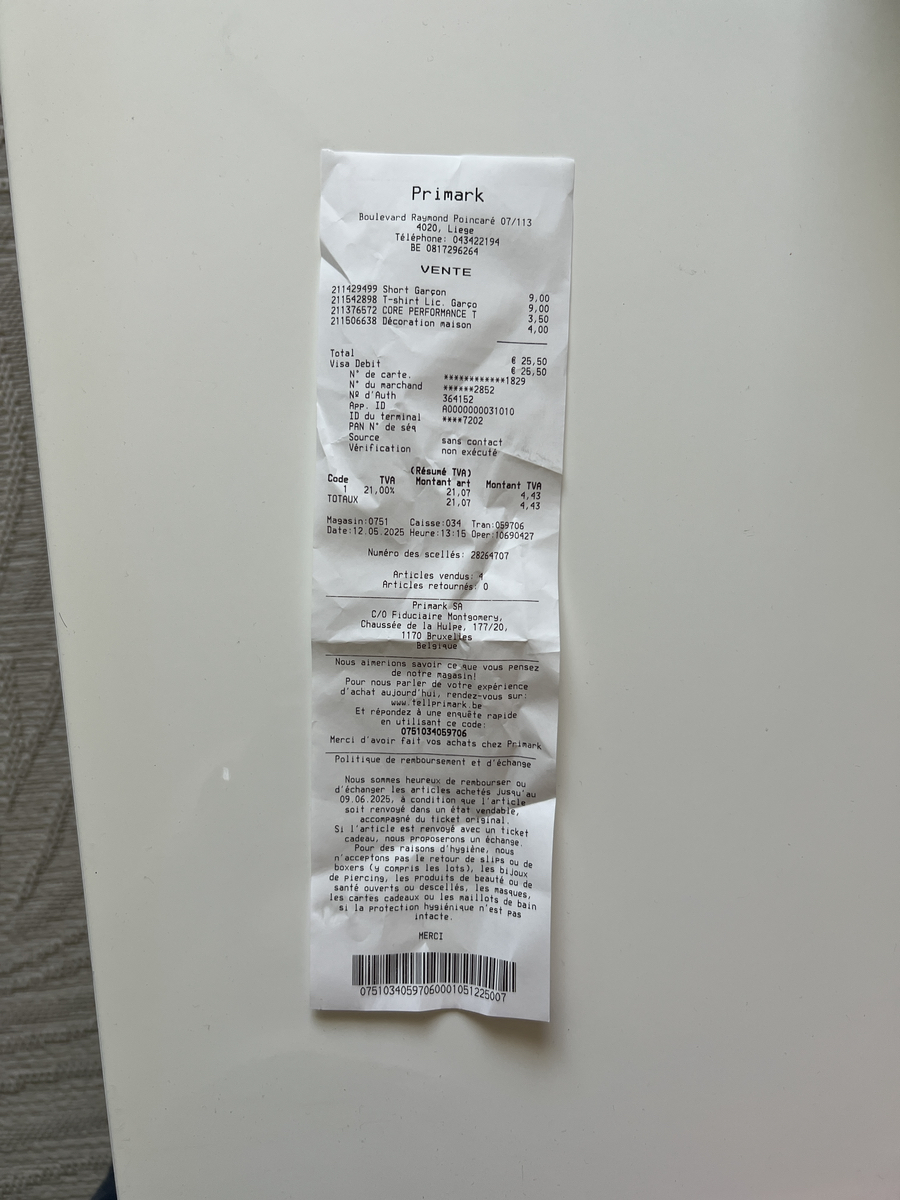 Primark
Boulevard Raymond Poincaré 07/113
4020, Liege
Téléphone: 043422194
BE 0817296264
VENTE
211429499 Short Garçon 9,00
211542898 T-shirt Lic. Garço 9,00
211376572 CORE PERFORMANCE T 3,50
211506638 Décoration maison 4,00
Total € 25,50
Visa Debit € 25,50
N° de carte. ************1829
N° du marchand ******2852
Nº d'Auth 364152
App. ID A0000000031010
ID du terminal ****7202
PAN N° de séq
Source sans contact
Vérification non exécuté
(Résumé TVA)
Code TVA Montant art Montant TVA
1 21,00% 21,07 4,43
TOTAUX 21,07 4,43
Magasin:0751 Caisse:034 Tran:059706
Date:12.05.2025 Heure:13:15 Oper:10690427
Numéro des scellés: 28264707
Articles vendus: 4
Articles retournés: 0
Primark SA
C/O Fiduciaire Montgomery,
Chaussée de la Hulpe, 177/20,
1170 Bruxelles
Belgique
Nous aimerions savoir ce que vous pensez
de notre magasin!
Pour nous parler de votre expérience
d'achat aujourd'hui, rendez-vous sur:
www.tellprimark.be
Et répondez à une enquête rapide
en utilisant ce code:
0751034059706
Merci d'avoir fait vos achats chez Primark
Politique de remboursement et d'échange
Nous sommes heureux de rembourser ou
d'échanger les articles achetés jusqu'au
09.06.2025, à condition que l'article
soit renvoyé dans un état vendable,
accompagné du ticket original.
Si l'article est renvoyé avec un ticket
cadeau, nous proposerons un échange.
Pour des raisons d'hygiène, nous
n'acceptons pas le retour de slips ou de
boxers (y compris les lots), les bijoux
de piercing, les produits de beauté ou de
santé ouverts ou descellés, les masques,
les cartes cadeaux ou les maillots de bain
si la protection hygiénique n'est pas
intacte.
MERCI
07510340597060001051225007